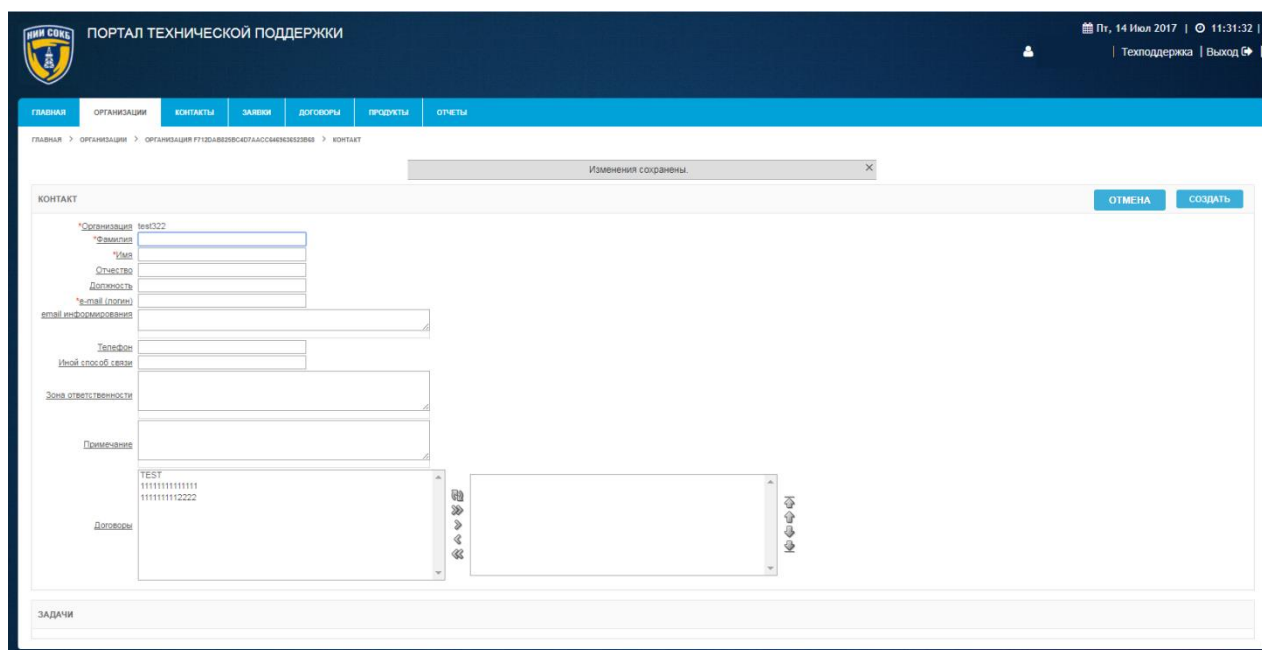 НИИ СОКБ
ПОРТАЛ ТЕХНИЧЕСКОЙ ПОДДЕРЖКИ
Пт, 14 Июл 2017 | 11:31:32 |
| Техподдержка | Выход |
ГЛАВНАЯ ОРГАНИЗАЦИИ КОНТАКТЫ ЗАЯВКИ ДОГОВОРЫ ПРОДУКТЫ ОТЧЕТЫ
ГЛАВНАЯ > ОРГАНИЗАЦИИ > ОРГАНИЗАЦИЯ > КОНТАКТ
Изменения сохранены.
КОНТАКТ
ОТМЕНА СОЗДАТЬ
*Организация test322
*Фамилия
*Имя
Отчество
Должность
*e-mail (логин)
email информирования
Телефон
Иной способ связи
Зона ответственности
Примечание
TEST
1111111111111
1111111112222
Договоры
ЗАДАЧИ